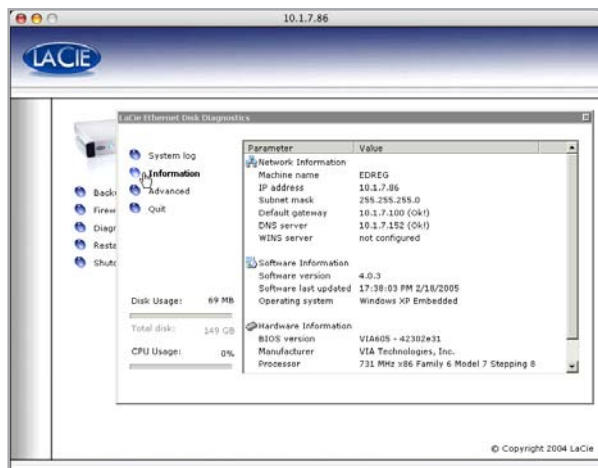 10.1.7.86
LACIE
LaCie Ethernet Disk Diagnostics
System log
Information
Advanced
Quit
Disk Usage: 69 MB
Total disk: 149 GB
CPU Usage: 0%
Parameter Value
Network Information
Machine name EDREG
IP address 10.1.7.86
Subnet mask 255.255.255.0
Default gateway 10.1.7.100 (Ok!)
DNS server 10.1.7.152 (Ok!)
WINS server not configured
Software Information
Software version 4.0.3
Software last updated 17:38:03 PM 2/18/2005
Operating system Windows XP Embedded
Hardware Information
BIOS version VIA605 - 42302e31
Manufacturer VIA Technologies, Inc.
Processor 731 MHz x86 Family 6 Model 7 Stepping 8
© Copyright 2004 LaCie